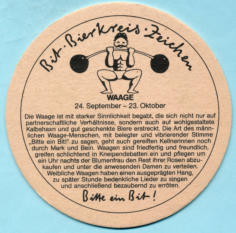 Bit-Bierkreis-Zeichen
WAAGE
24. September – 23. Oktober
Die Waage ist mit starker Sinnlichkeit begabt, die sich nicht nur auf
partnerschaftliche Verhältnisse, sondern auch auf wohlgestaltete
Kalbshaxn und gut geschenkte Biere erstreckt. Die Art des männ-
lichen Waage-Menschen, mit belegter und vibrierender Stimme
„Bitte ein Bit!" zu sagen, geht auch gereiften Kellnerinnen noch
durch Mark und Bein. Waagen sind friedfertig und freundlich,
greifen schlichtend in Kneipendebatten ein und pflegen um
ein Uhr nachts der Blumenfrau den Rest ihrer Rosen abzu-
kaufen und unter die anwesenden Damen zu verteilen.
Weibliche Waagen haben einen ausgeprägten Hang,
zu später Stunde bedenkliche Lieder zu singen
und anschließend bezaubernd zu erröten.
Bitte ein Bit!